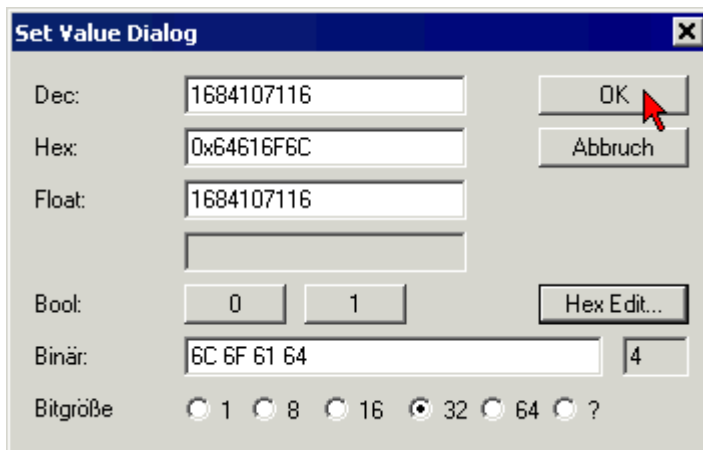 Set Value Dialog
Dec: 1684107116 OK
Hex: 0x64616F6C Abbruch
Float: 1684107116
Bool: 0 1 Hex Edit...
Binär: 6C 6F 61 64 4
Bitgröße 1 8 16 32 64 ?